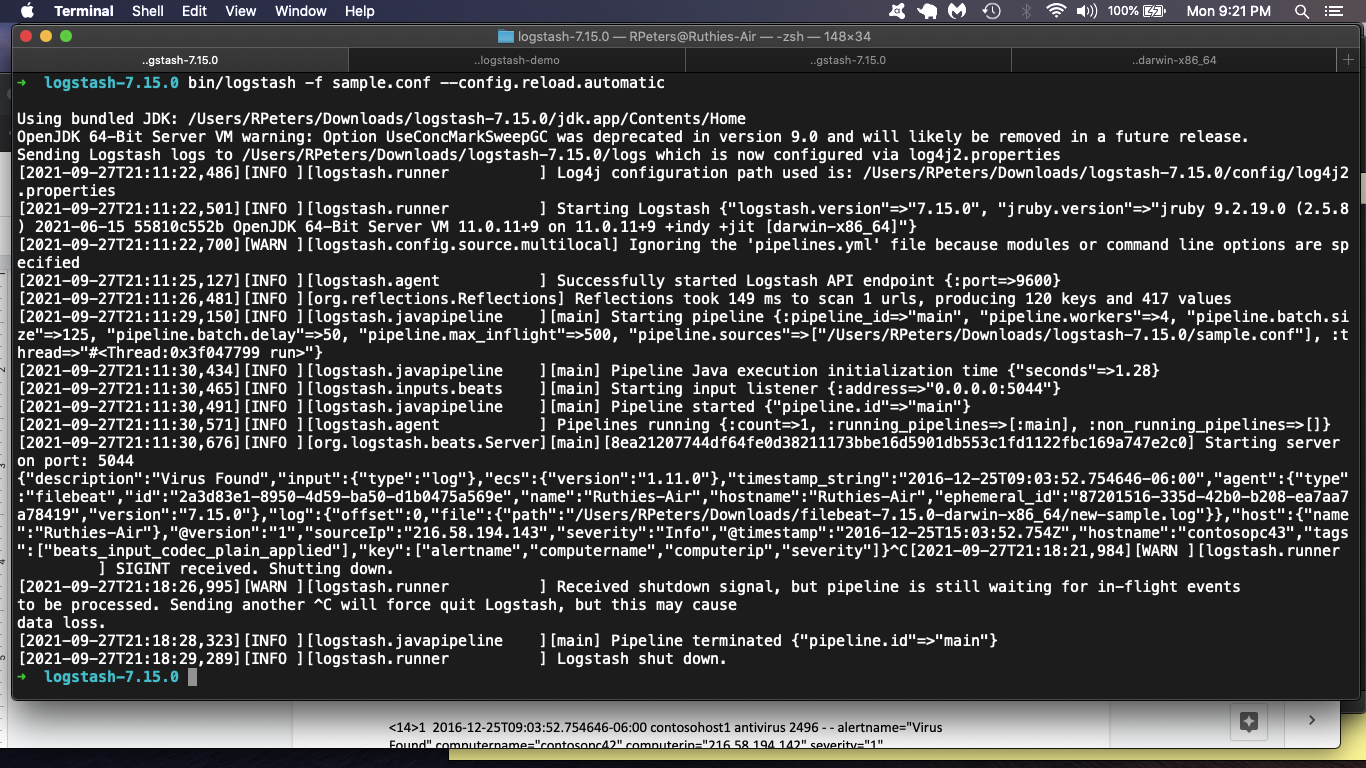 Terminal Shell Edit View Window Help 100% Mon 9:21 PM
logstash-7.15.0 — RPeters@Ruthies-Air — -zsh — 148×34
..gstash-7.15.0 ..logstash-demo ..gstash-7.15.0 ..darwin-x86_64 +
→ logstash-7.15.0 bin/logstash -f sample.conf --config.reload.automatic
Using bundled JDK: /Users/RPeters/Downloads/logstash-7.15.0/jdk.app/Contents/Home
OpenJDK 64-Bit Server VM warning: Option UseConcMarkSweepGC was deprecated in version 9.0 and will likely be removed in a future release.
Sending Logstash logs to /Users/RPeters/Downloads/logstash-7.15.0/logs which is now configured via log4j2.properties
[2021-09-27T21:11:22,486][INFO ][logstash.runner          ] Log4j configuration path used is: /Users/RPeters/Downloads/logstash-7.15.0/config/log4j2
.properties
[2021-09-27T21:11:22,501][INFO ][logstash.runner          ] Starting Logstash {"logstash.version"=>"7.15.0", "jruby.version"=>"jruby 9.2.19.0 (2.5.8
) 2021-06-15 55810c552b OpenJDK 64-Bit Server VM 11.0.11+9 on 11.0.11+9 +indy +jit [darwin-x86_64]"}
[2021-09-27T21:11:22,700][WARN ][logstash.config.source.multilocal] Ignoring the 'pipelines.yml' file because modules or command line options are sp
ecified
[2021-09-27T21:11:25,127][INFO ][logstash.agent           ] Successfully started Logstash API endpoint {:port=>9600}
[2021-09-27T21:11:26,481][INFO ][org.reflections.Reflections] Reflections took 149 ms to scan 1 urls, producing 120 keys and 417 values
[2021-09-27T21:11:29,150][INFO ][logstash.javapipeline    ][main] Starting pipeline {:pipeline_id=>"main", "pipeline.workers"=>4, "pipeline.batch.si
ze"=>125, "pipeline.batch.delay"=>50, "pipeline.max_inflight"=>500, "pipeline.sources"=>["/Users/RPeters/Downloads/logstash-7.15.0/sample.conf"], :t
hread=>"#<Thread:0x3f047799 run>"}
[2021-09-27T21:11:30,434][INFO ][logstash.javapipeline    ][main] Pipeline Java execution initialization time {"seconds"=>1.28}
[2021-09-27T21:11:30,465][INFO ][logstash.inputs.beats    ][main] Starting input listener {:address=>"0.0.0.0:5044"}
[2021-09-27T21:11:30,491][INFO ][logstash.javapipeline    ][main] Pipeline started {"pipeline.id"=>"main"}
[2021-09-27T21:11:30,571][INFO ][logstash.agent           ] Pipelines running {:count=>1, :running_pipelines=>[:main], :non_running_pipelines=>[]}
[2021-09-27T21:11:30,676][INFO ][org.logstash.beats.Server][main][8ea21207744df64fe0d38211173bbe16d5901db553c1fd1122fbc169a747e2c0] Starting server
on port: 5044
{"description":"Virus Found","input":{"type":"log"},"ecs":{"version":"1.11.0"},"timestamp_string":"2016-12-25T09:03:52.754646-06:00","agent":{"type"
:"filebeat","id":"2a3d83e1-8950-4d59-ba50-d1b0475a569e","name":"Ruthies-Air","hostname":"Ruthies-Air","ephemeral_id":"87201516-335d-42b0-b208-ea7aa7
a78419","version":"7.15.0"},"log":{"offset":0,"file":{"path":"/Users/RPeters/Downloads/filebeat-7.15.0-darwin-x86_64/new-sample.log"}},"host":{"name
":"Ruthies-Air"},"@version":"1","sourceIp":"216.58.194.143","severity":"Info","@timestamp":"2016-12-25T15:03:52.754Z","hostname":"contosopc43","tags
":["beats_input_codec_plain_applied"],"key":["alertname","computername","computerip","severity"]}^C[2021-09-27T21:18:21,984][WARN ][logstash.runner
         ] SIGINT received. Shutting down.
[2021-09-27T21:18:26,995][WARN ][logstash.runner          ] Received shutdown signal, but pipeline is still waiting for in-flight events
to be processed. Sending another ^C will force quit Logstash, but this may cause
data loss.
[2021-09-27T21:18:28,323][INFO ][logstash.javapipeline    ][main] Pipeline terminated {"pipeline.id"=>"main"}
[2021-09-27T21:18:29,289][INFO ][logstash.runner          ] Logstash shut down.
→ logstash-7.15.0
<14>1  2016-12-25T09:03:52.754646-06:00 contosohost1 antivirus 2496 - - alertname="Virus
Found" computername="contosopc42" computerip="216.58.194.142" severity="1"